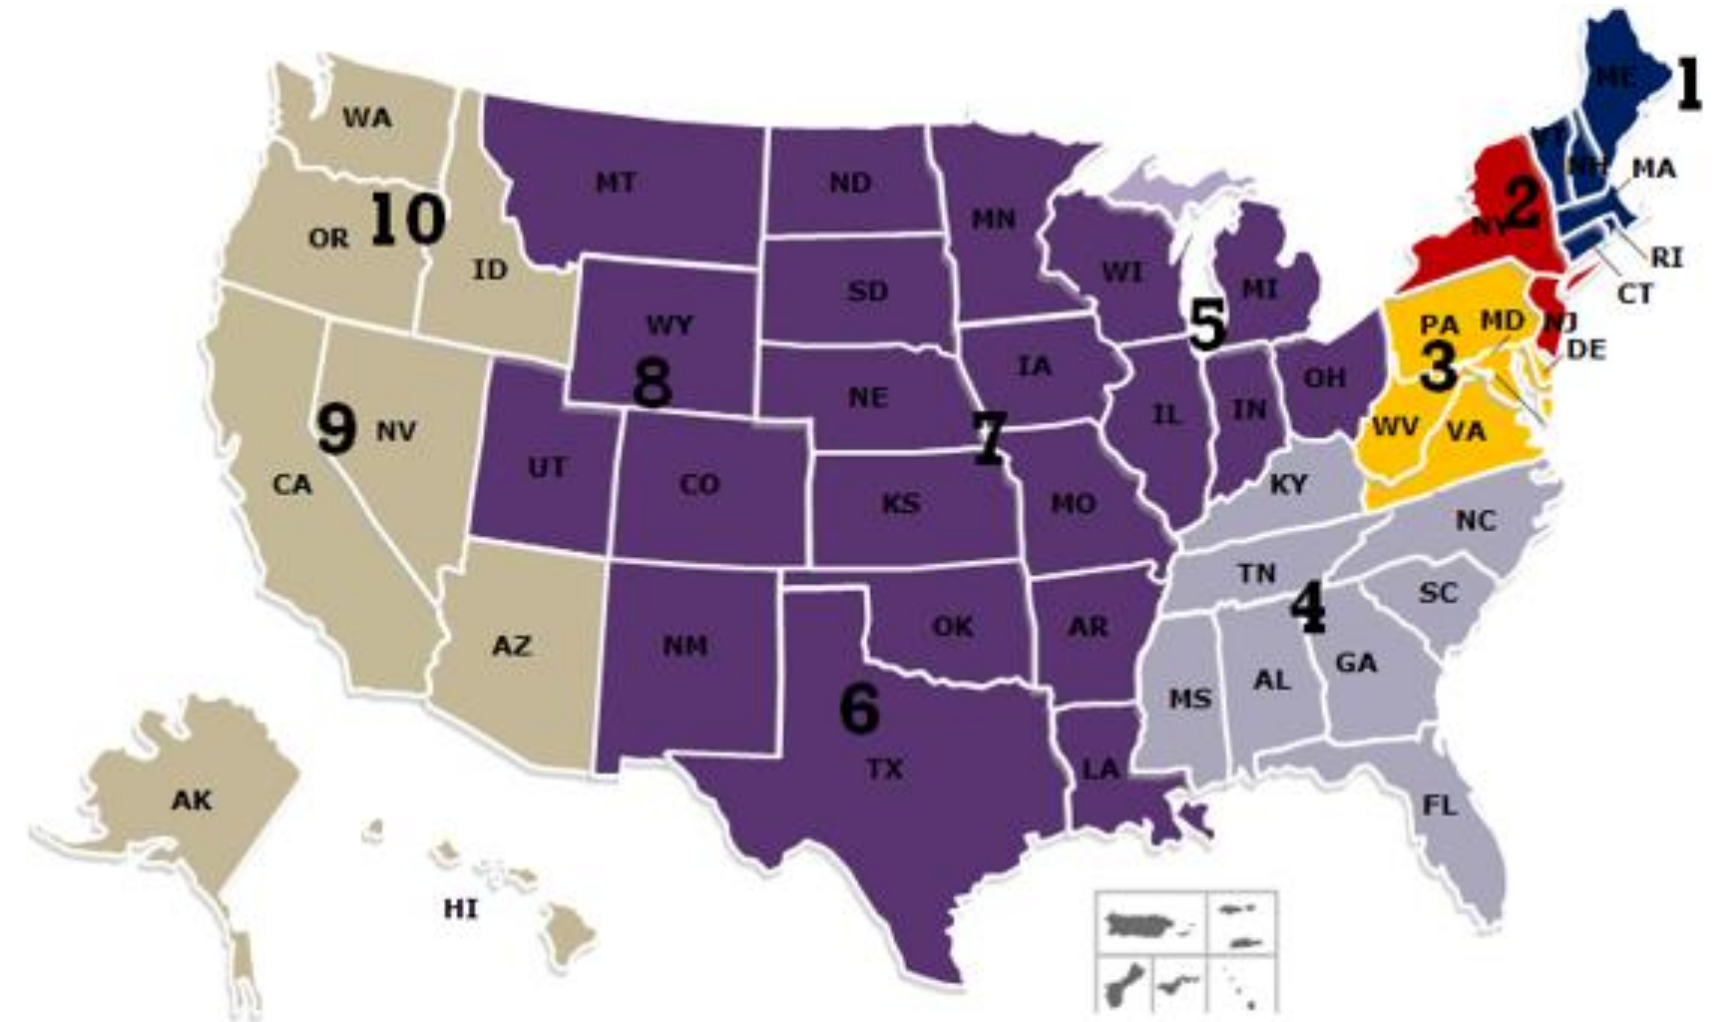 ME
1
WA
VT
NH
MA
MT
ND
10
2
OR
MN
NY
ID
WI
RI
SD
MI
CT
WY
5
PA
MD
NJ
DE
8
IA
3
OH
NE
9
NV
7
IL
IN
WV
VA
UT
CO
CA
KY
KS
MO
NC
TN
4
SC
AZ
NM
OK
AR
GA
6
MS
AL
TX
LA
AK
FL
HI